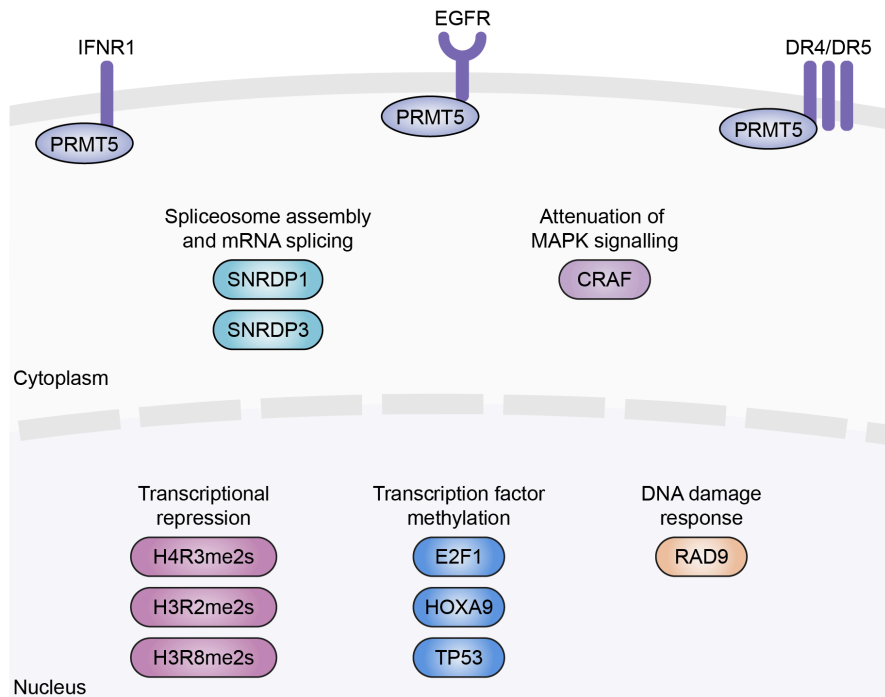 IFNR1
EGFR
DR4/DR5
PRMT5
PRMT5
PRMT5
Spliceosome assembly
and mRNA splicing
SNRDP1
SNRDP3
Attenuation of
MAPK signalling
CRAF
Cytoplasm
Transcriptional
repression
H4R3me2s
H3R2me2s
H3R8me2s
Transcription factor
methylation
E2F1
HOXA9
TP53
DNA damage
response
RAD9
Nucleus